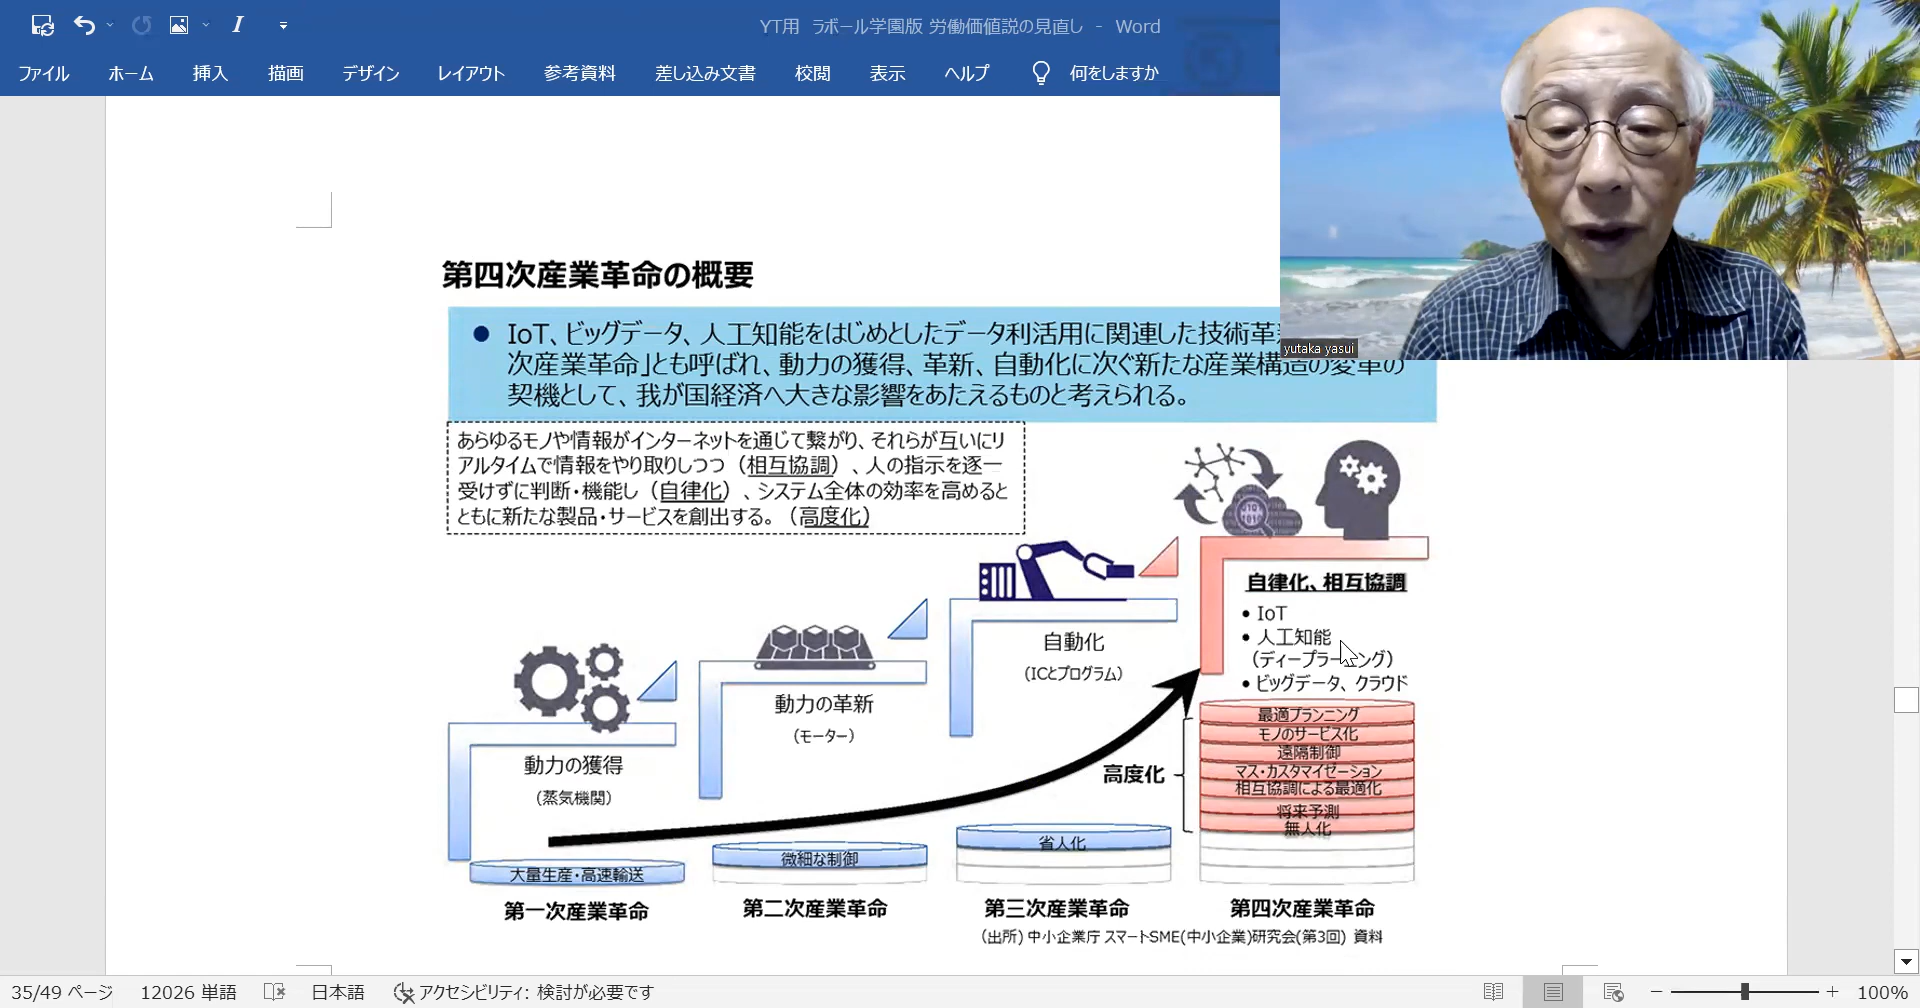 YT用 ラボール学園版 労働価値説の見直し - Word
ファイル ホーム 挿入 描画 デザイン レイアウト 参考資料 差し込み文書 校閲 表示 ヘルプ 何をしますか
yutaka yasui
第四次産業革命の概要
IoT、ビッグデータ、人工知能をはじめとしたデータ利活用に関連した技術革
次産業革命」とも呼ばれ、動力の獲得、革新、自動化に次ぐ新たな産業構造の変革の
契機として、我が国経済へ大きな影響をあたえるものと考えられる。
あらゆるモノや情報がインターネットを通じて繋がり、それらが互いにリ
アルタイムで情報をやり取りしつつ（相互協調）、人の指示を逐一
受けずに判断・機能し（自律化）、システム全体の効率を高めると
ともに新たな製品・サービスを創出する。（高度化）
動力の獲得
（蒸気機関）
大量生産・高速輸送
第一次産業革命
動力の革新
（モーター）
微細な制御
第二次産業革命
自動化
（ICとプログラム）
省人化
第三次産業革命
自律化、相互協調
• IoT
• 人工知能
（ディープラーニング）
• ビッグデータ、クラウド
高度化
最適プランニング
モノのサービス化
遠隔制御
マス・カスタマイゼーション
相互協調による最適化
将来予測
無人化
第四次産業革命
（出所）中小企業庁 スマートSME(中小企業)研究会(第3回) 資料
35/49 ページ 12026 単語 日本語 アクセシビリティ: 検討が必要です 100%